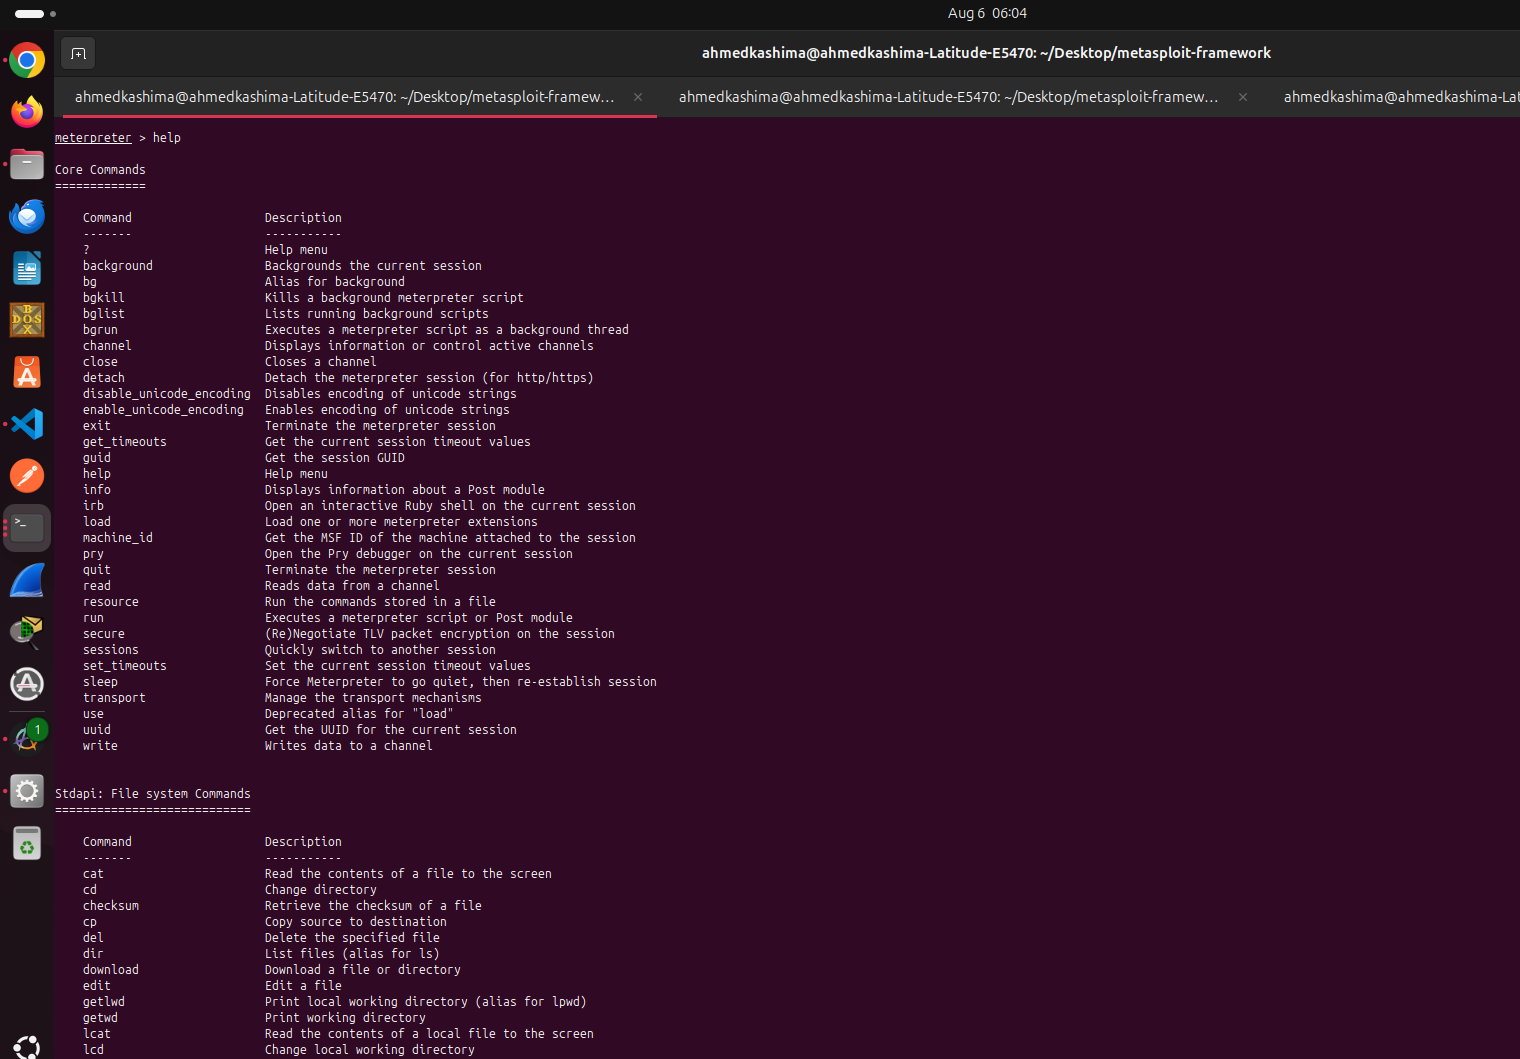 Aug 6 06:04
ahmedkashima@ahmedkashima-Latitude-E5470: ~/Desktop/metasploit-framework
ahmedkashima@ahmedkashima-Latitude-E5470: ~/Desktop/metasploit-framew… × ahmedkashima@ahmedkashima-Latitude-E5470: ~/Desktop/metasploit-framew… × ahmedkashima@ahmedkashima-Lat
meterpreter > help
Core Commands
=============
Command Description
------- -----------
? Help menu
background Backgrounds the current session
bg Alias for background
bgkill Kills a background meterpreter script
bglist Lists running background scripts
bgrun Executes a meterpreter script as a background thread
channel Displays information or control active channels
close Closes a channel
detach Detach the meterpreter session (for http/https)
disable_unicode_encoding Disables encoding of unicode strings
enable_unicode_encoding Enables encoding of unicode strings
exit Terminate the meterpreter session
get_timeouts Get the current session timeout values
guid Get the session GUID
help Help menu
info Displays information about a Post module
irb Open an interactive Ruby shell on the current session
load Load one or more meterpreter extensions
machine_id Get the MSF ID of the machine attached to the session
pry Open the Pry debugger on the current session
quit Terminate the meterpreter session
read Reads data from a channel
resource Run the commands stored in a file
run Executes a meterpreter script or Post module
secure (Re)Negotiate TLV packet encryption on the session
sessions Quickly switch to another session
set_timeouts Set the current session timeout values
sleep Force Meterpreter to go quiet, then re-establish session
transport Manage the transport mechanisms
use Deprecated alias for "load"
uuid Get the UUID for the current session
write Writes data to a channel
Stdapi: File system Commands
============================
Command Description
------- -----------
cat Read the contents of a file to the screen
cd Change directory
checksum Retrieve the checksum of a file
cp Copy source to destination
del Delete the specified file
dir List files (alias for ls)
download Download a file or directory
edit Edit a file
getlwd Print local working directory (alias for lpwd)
getwd Print working directory
lcat Read the contents of a local file to the screen
lcd Change local working directory
DOS
BOX
>_
1